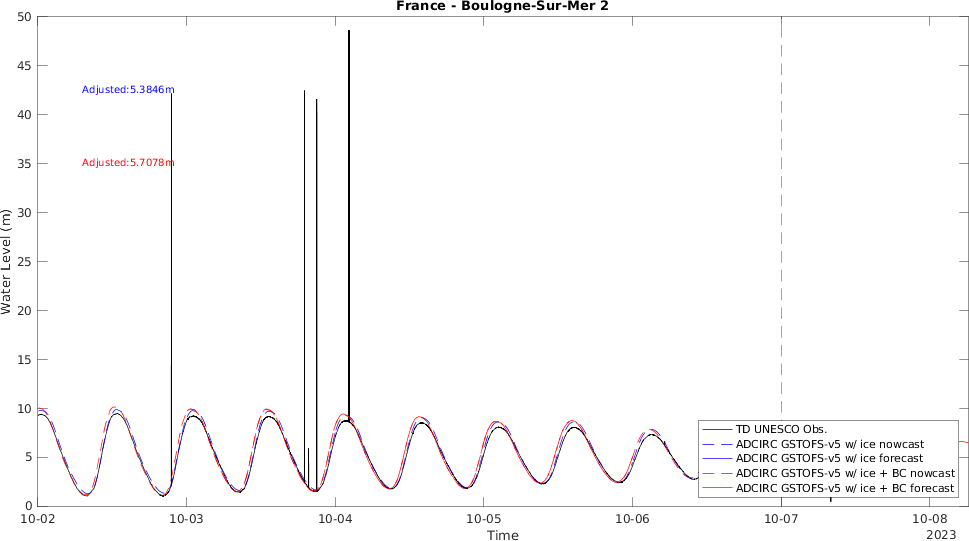 France - Boulogne-Sur-Mer 2
50
45
40
35
30
25
20
15
10
5
0
Water Level (m)
Adjusted:5.3846m
Adjusted:5.7078m
TD UNESCO Obs.
ADCIRC GSTOFS-v5 w/ ice nowcast
ADCIRC GSTOFS-v5 w/ ice forecast
ADCIRC GSTOFS-v5 w/ ice + BC nowcast
ADCIRC GSTOFS-v5 w/ ice + BC forecast
10-02 10-03 10-04 10-05 10-06 10-07 10-08
2023
Time